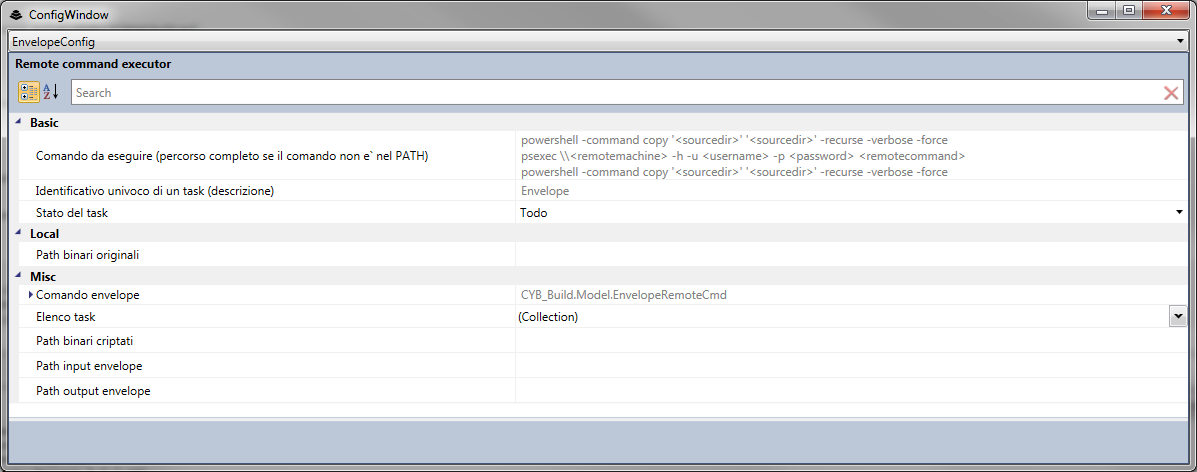 ConfigWindow
EnvelopeConfig
Remote command executor
Search
Basic
Comando da eseguire (percorso completo se il comando non e` nel PATH)
powershell -command copy '<sourcedir>' '<sourcedir>' -recurse -verbose -force
psexec \\<remotemachine> -h -u <username> -p <password> <remotecommand>
powershell -command copy '<sourcedir>' '<sourcedir>' -recurse -verbose -force
Identificativo univoco di un task (descrizione) Envelope
Stato del task Todo
Local
Path binari originali
Misc
Comando envelope CYB_Build.Model.EnvelopeRemoteCmd
Elenco task (Collection)
Path binari criptati
Path input envelope
Path output envelope